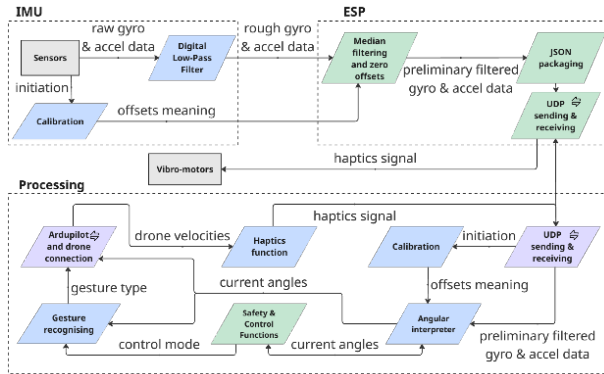 IMU
ESP
raw gyro
& accel data
rough gyro
& accel data
Sensors
Digital
Low-Pass
Filter
Median
filtering
and zero
offsets
JSON
packaging
preliminary filtered
gyro & accel data
initiation
Calibration
offsets meaning
UDP
sending &
receiving
haptics signal
Vibro-motors
Processing
haptics signal
Ardupilot
and drone
connection
drone velocities
Haptics
function
Calibration
initiation
UDP
sending &
receiving
gesture type
current angles
offsets meaning
Gesture
recognising
Safety &
Control
Functions
Angular
interpreter
preliminary filtered
gyro & accel data
control mode
current angles